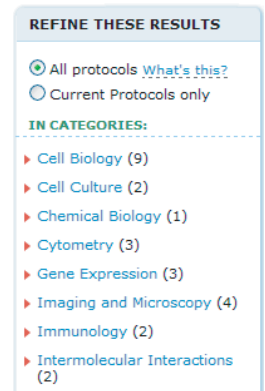 REFINE THESE RESULTS
All protocols What's this?
Current Protocols only
IN CATEGORIES:
Cell Biology (9)
Cell Culture (2)
Chemical Biology (1)
Cytometry (3)
Gene Expression (3)
Imaging and Microscopy (4)
Immunology (2)
Intermolecular Interactions
(2)